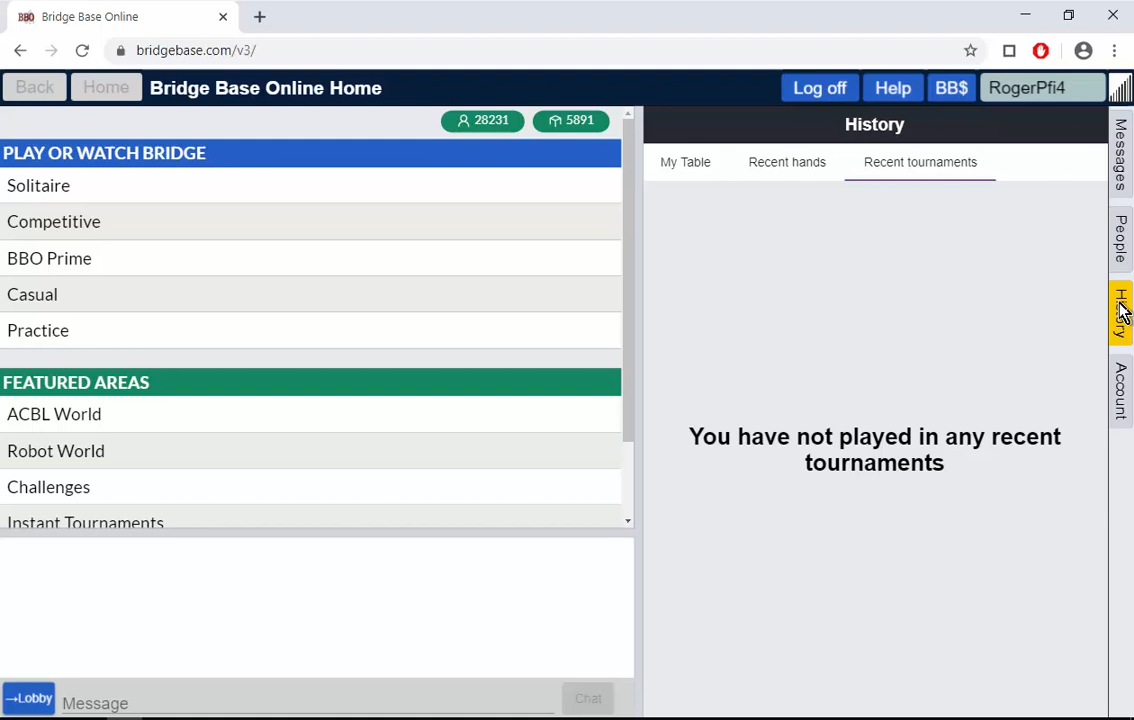 BBO Bridge Base Online
bridgebase.com/v3/
Back Home Bridge Base Online Home Log off Help BB$ RogerPfi4
28231 5891
PLAY OR WATCH BRIDGE
Solitaire
Competitive
BBO Prime
Casual
Practice
FEATURED AREAS
ACBL World
Robot World
Challenges
Instant Tournaments
→Lobby Message Chat
History
My Table Recent hands Recent tournaments
You have not played in any recent
tournaments
Messages
People
History
Account